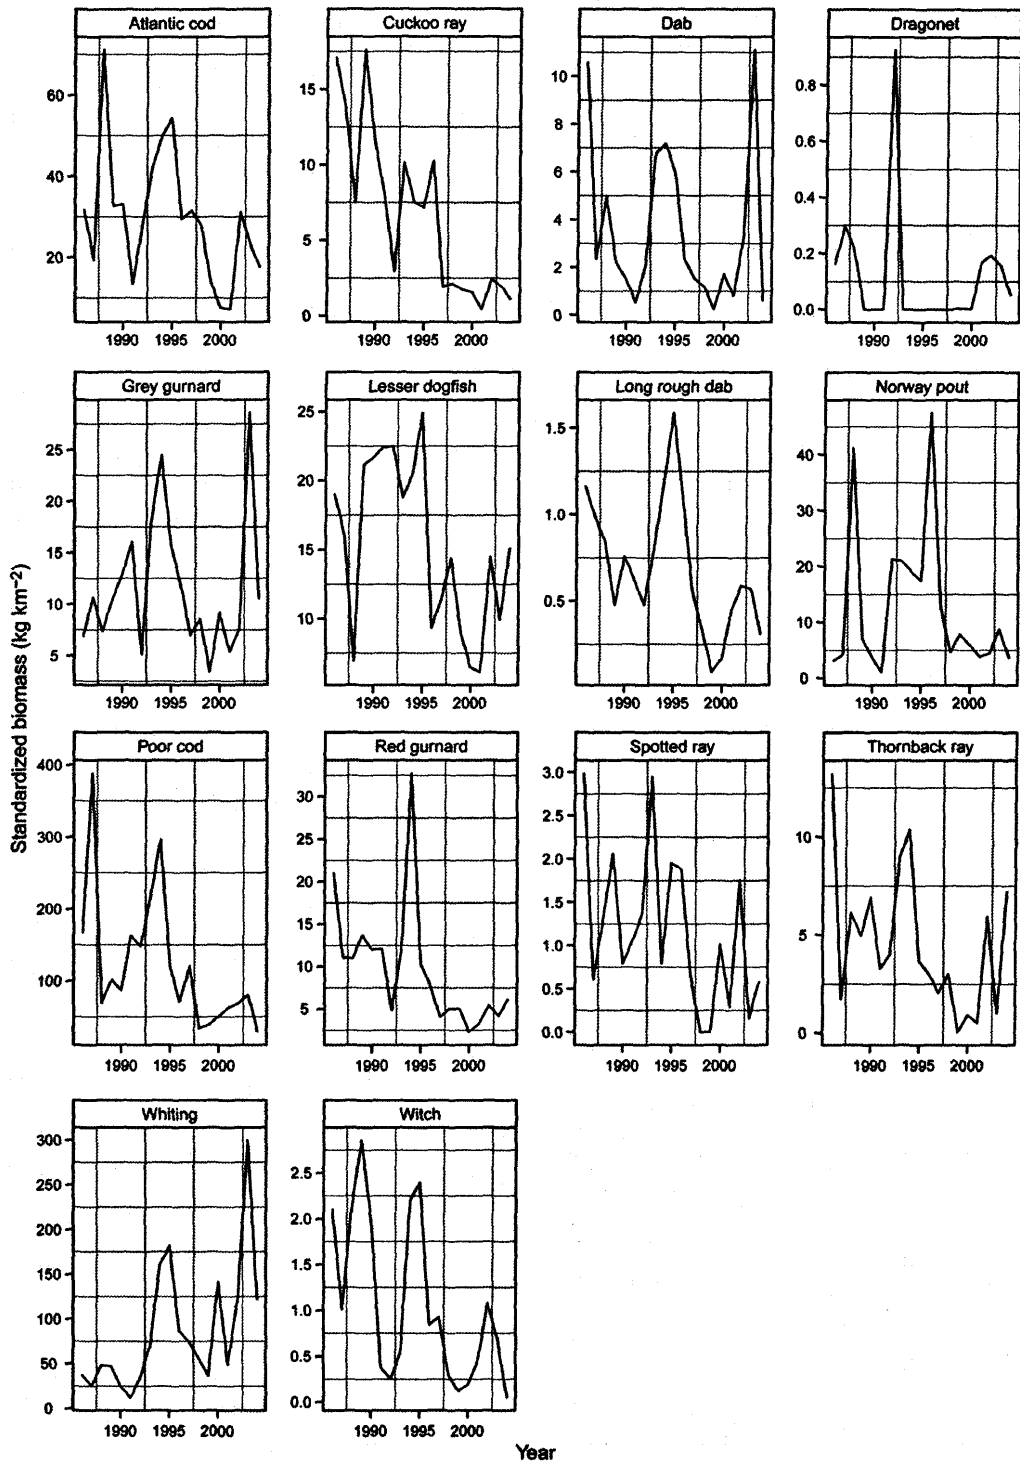 Atlantic cod
Cuckoo ray
Dab
Dragonet
60
40
20
15
10
5
0
10
8
6
4
2
0
0.8
0.6
0.4
0.2
0.0
1990 1995 2000
1990 1995 2000
1990 1995 2000
1990 1995 2000
Grey gurnard
Lesser dogfish
Long rough dab
Norway pout
25
20
15
10
5
25
20
15
10
1.5
1.0
0.5
40
30
20
10
0
1990 1995 2000
1990 1995 2000
1990 1995 2000
1990 1995 2000
Standardized biomass (kg km⁻²)
Poor cod
Red gurnard
Spotted ray
Thornback ray
400
300
200
100
30
25
20
15
10
5
3.0
2.5
2.0
1.5
1.0
0.5
0.0
10
5
0
1990 1995 2000
1990 1995 2000
1990 1995 2000
1990 1995 2000
Whiting
Witch
300
250
200
150
100
50
0
2.5
2.0
1.5
1.0
0.5
0.0
1990 1995 2000
1990 1995 2000
Year